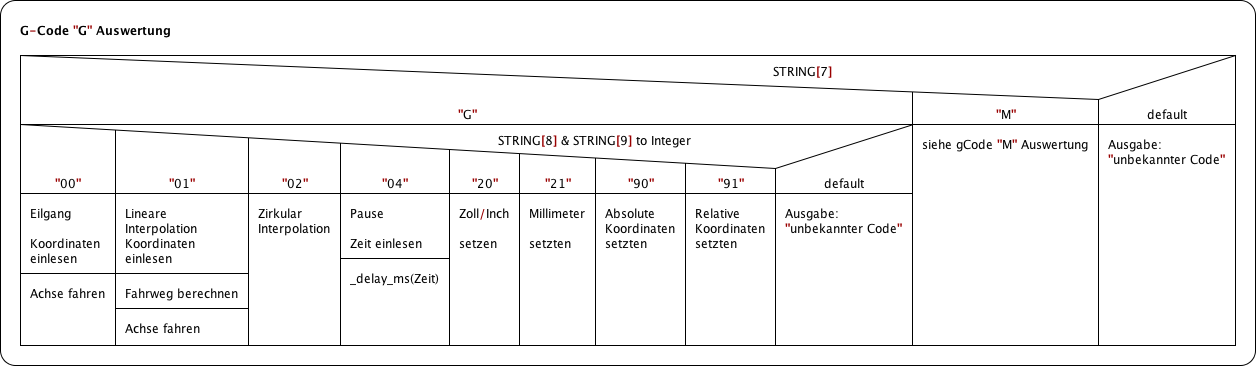 G-Code "G" Auswertung
STRING[7]
"G"
"M"
default
STRING[8] & STRING[9] to Integer
siehe gCode "M" Auswertung
Ausgabe:
"unbekannter Code"
"00"
"01"
"02"
"04"
"20"
"21"
"90"
"91"
default
Eilgang
Koordinaten
einlesen
Achse fahren
Lineare
Interpolation
Koordinaten
einlesen
Fahrweg berechnen
Achse fahren
Zirkular
Interpolation
Pause
Zeit einlesen
_delay_ms(Zeit)
Zoll/Inch
setzen
Millimeter
setzten
Absolute
Koordinaten
setzten
Relative
Koordinaten
setzten
Ausgabe:
"unbekannter Code"